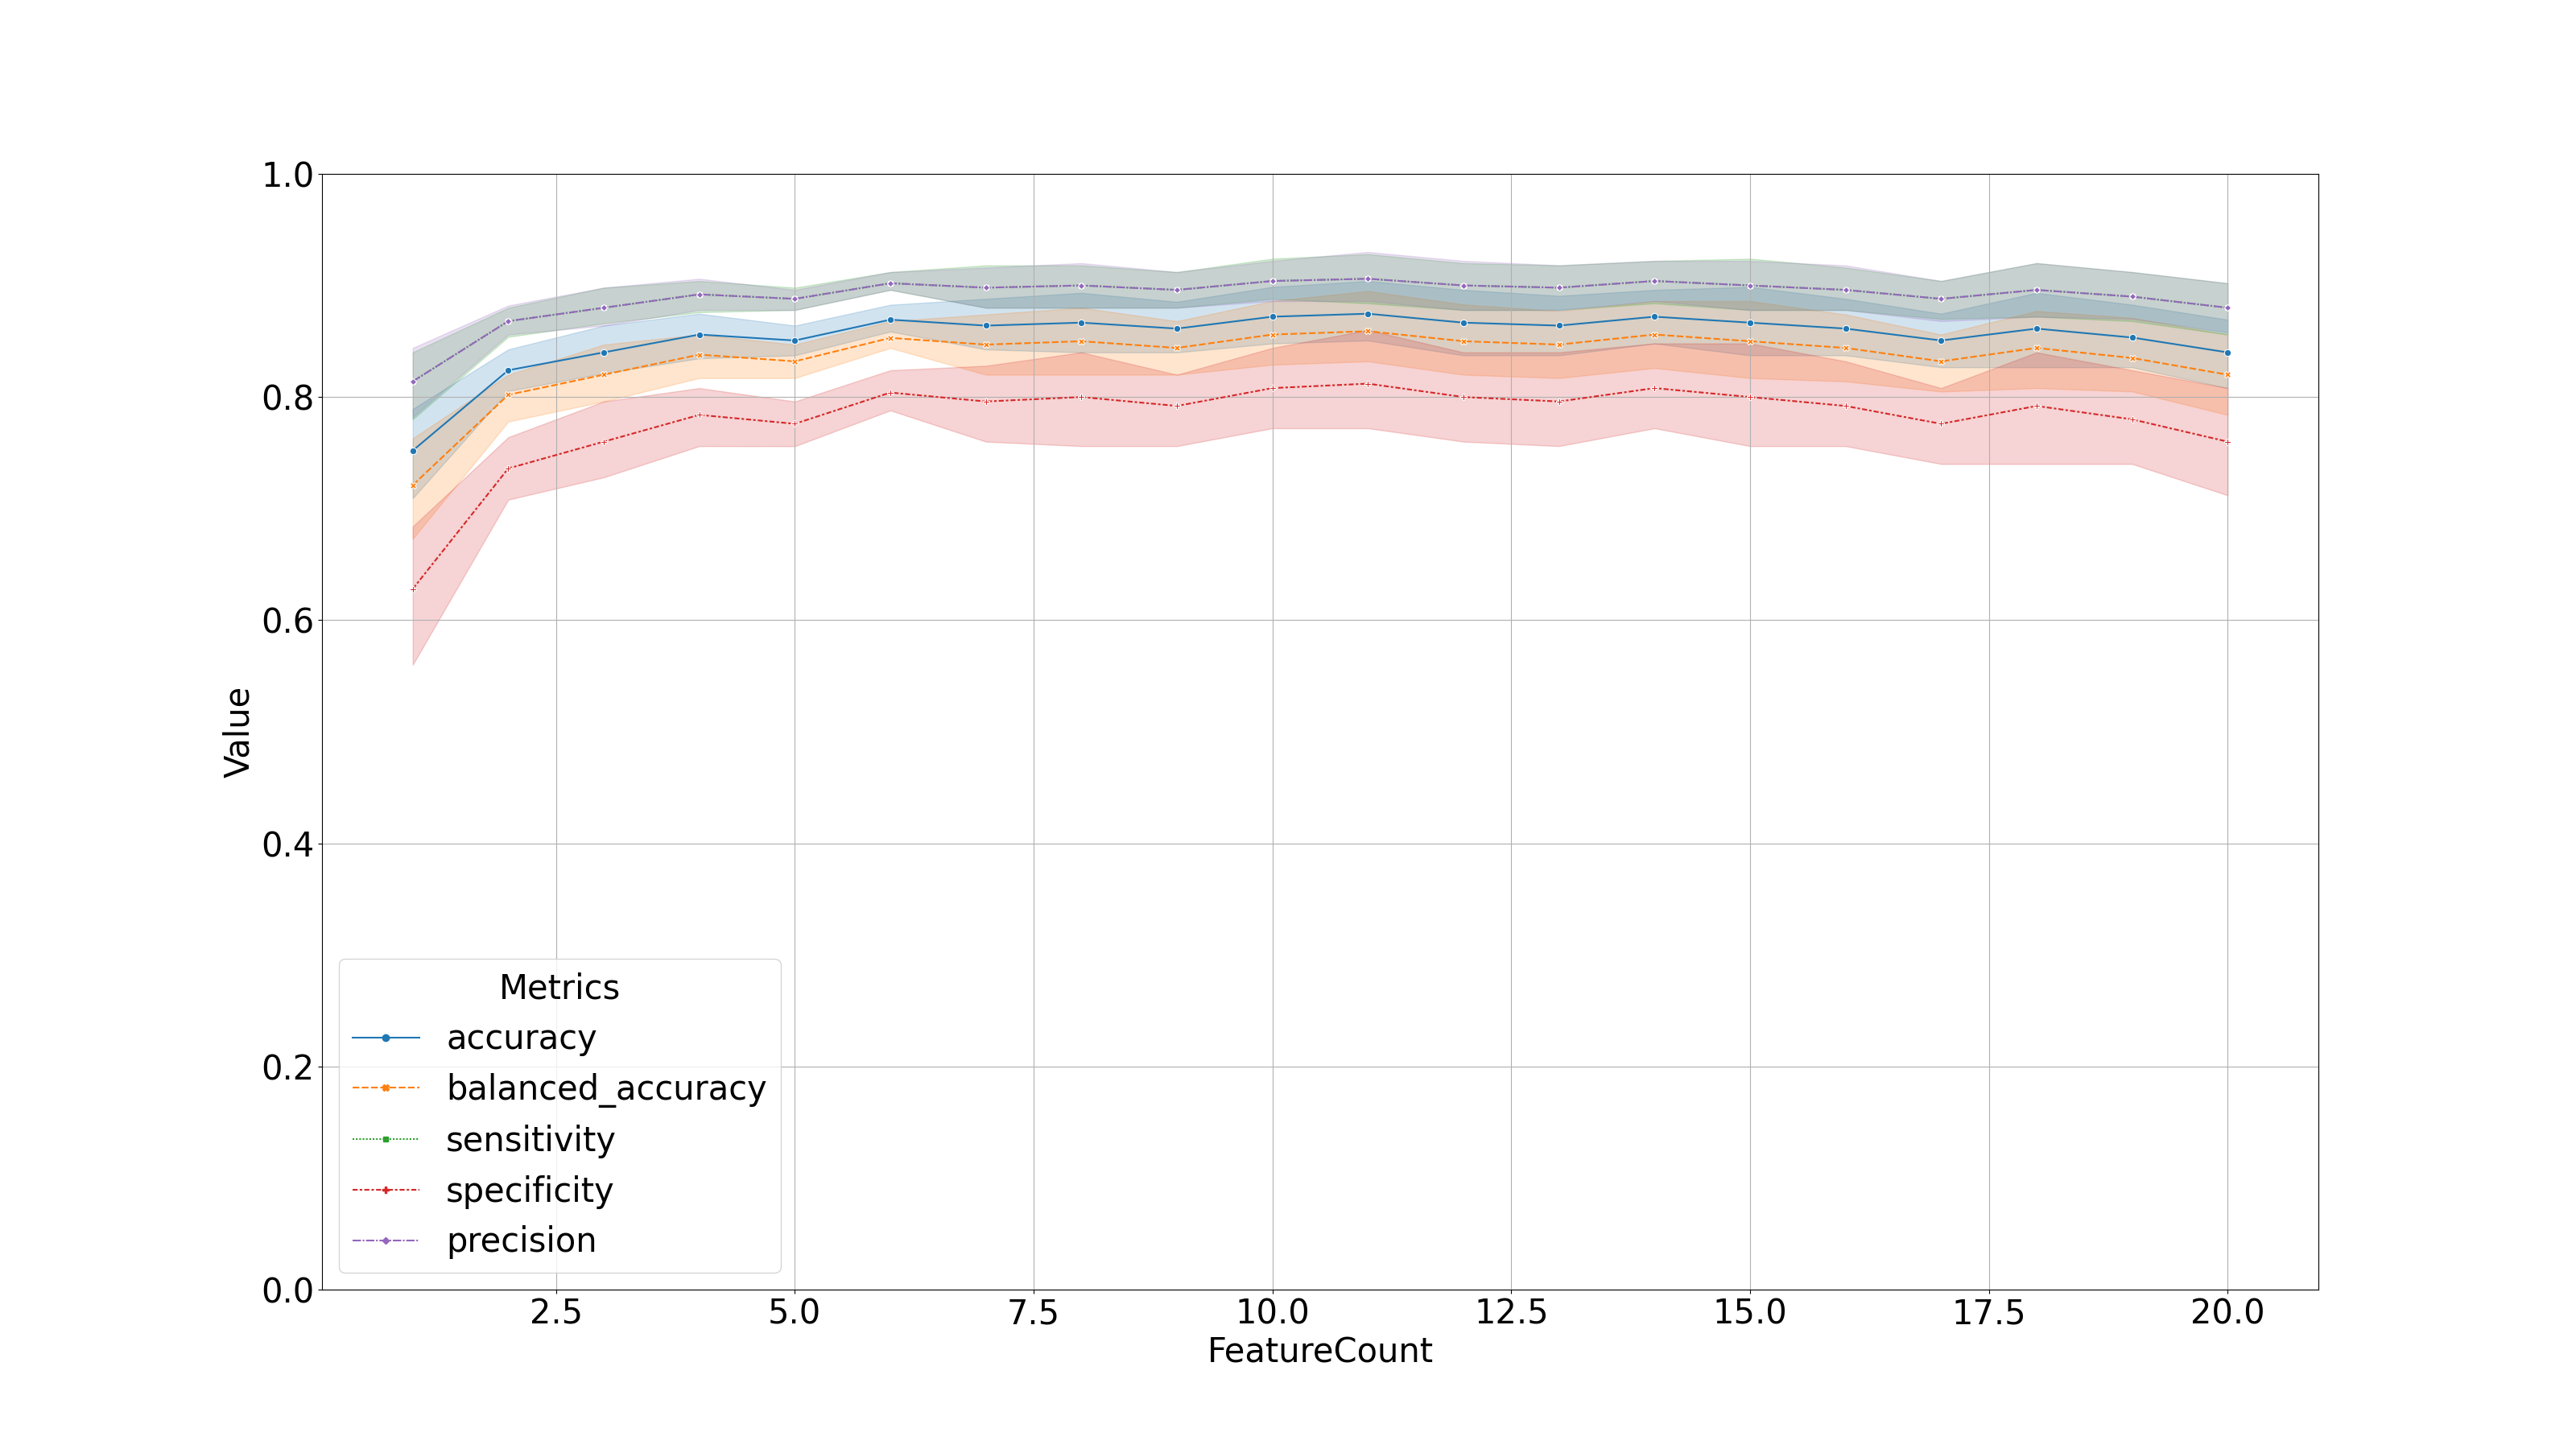 1.0
0.8
0.6
0.4
0.2
0.0
Value
Metrics
accuracy
balanced_accuracy
sensitivity
specificity
precision
2.5 5.0 7.5 10.0 12.5 15.0 17.5 20.0
FeatureCount